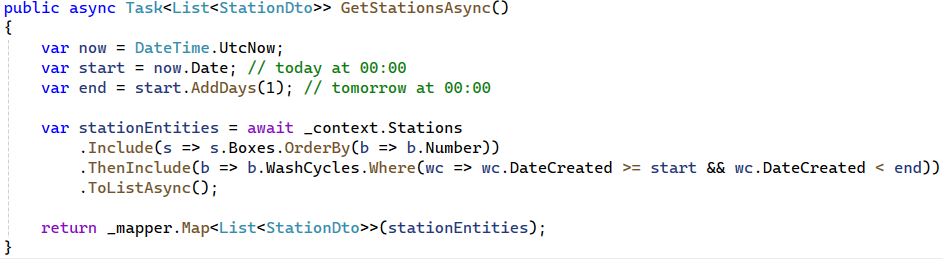 public async Task<List<StationDto>> GetStationsAsync()
{
    var now = DateTime.UtcNow;
    var start = now.Date; // today at 00:00
    var end = start.AddDays(1); // tomorrow at 00:00

    var stationEntities = await _context.Stations
        .Include(s => s.Boxes.OrderBy(b => b.Number))
        .ThenInclude(b => b.WashCycles.Where(wc => wc.DateCreated >= start && wc.DateCreated < end))
        .ToListAsync();

    return _mapper.Map<List<StationDto>>(stationEntities);
}